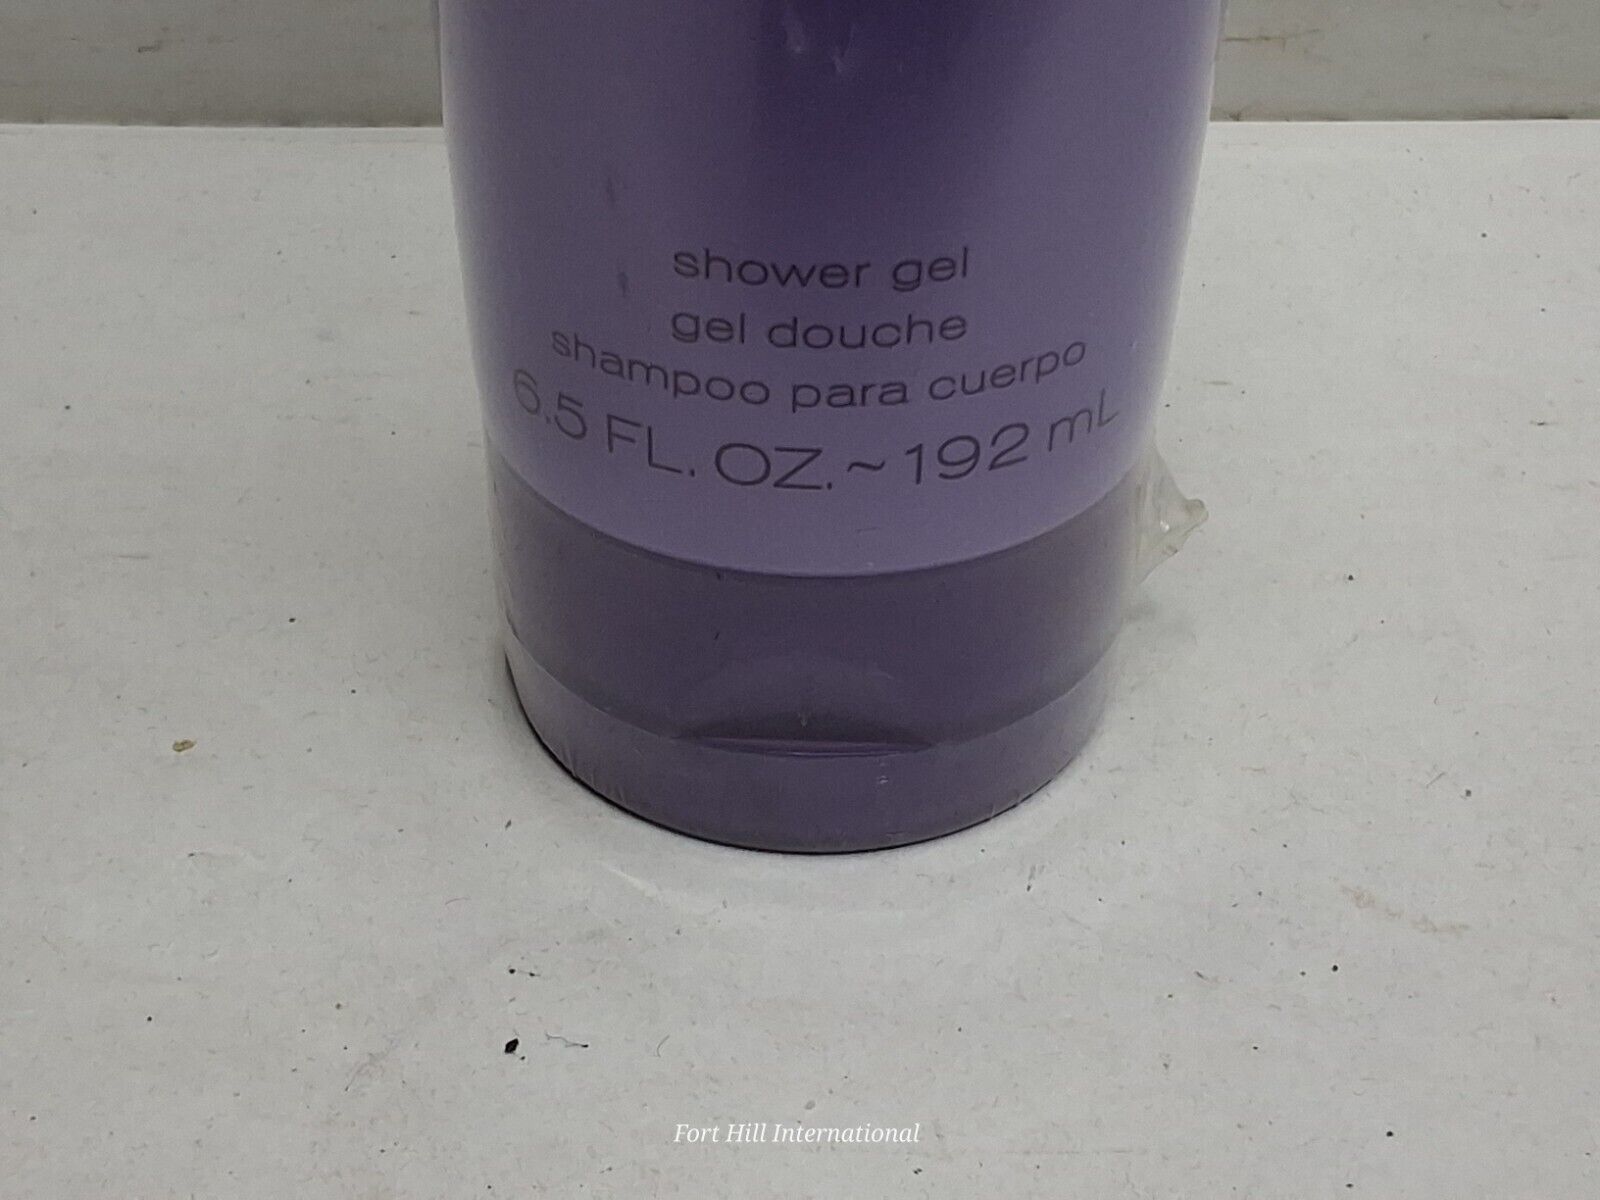 shower gel
gel douche
shampoo para cuerpo
6.5 FL. OZ. ~ 192 mL
Fort Hill International